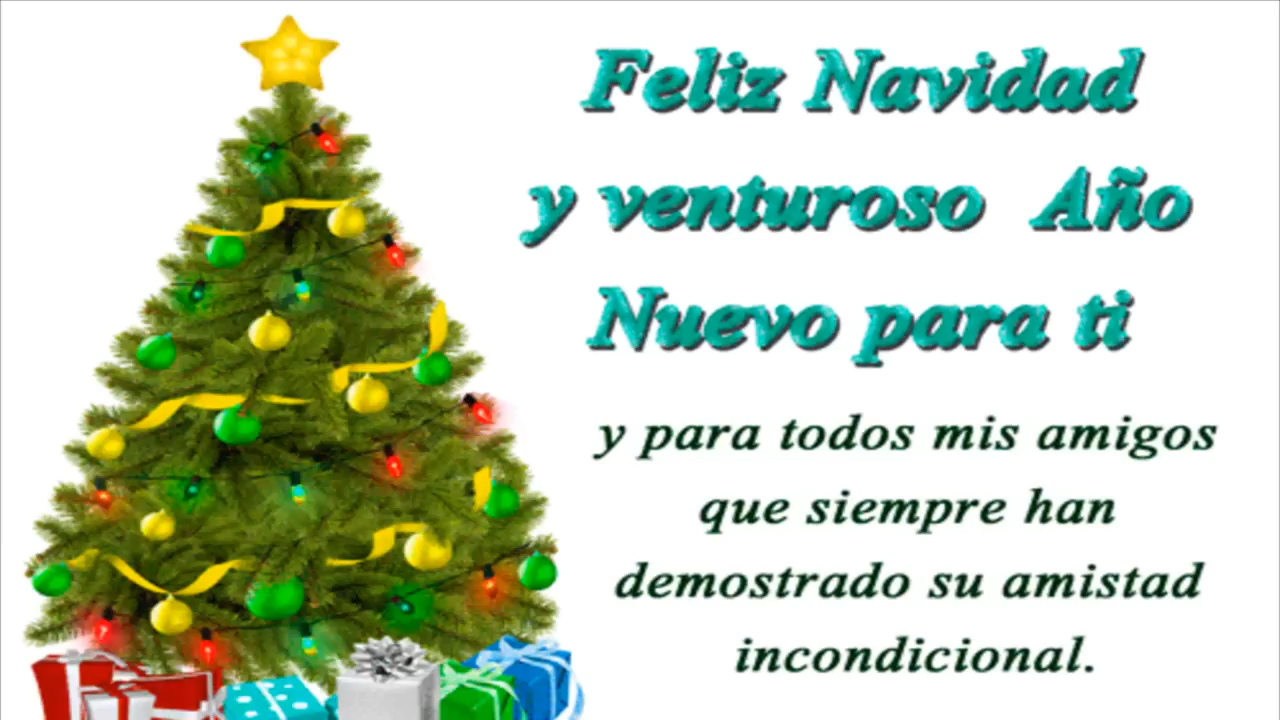 Feliz Navidad
y venturoso Año
Nuevo para ti
y para todos mis amigos
que siempre han
demostrado su amistad
incondicional.